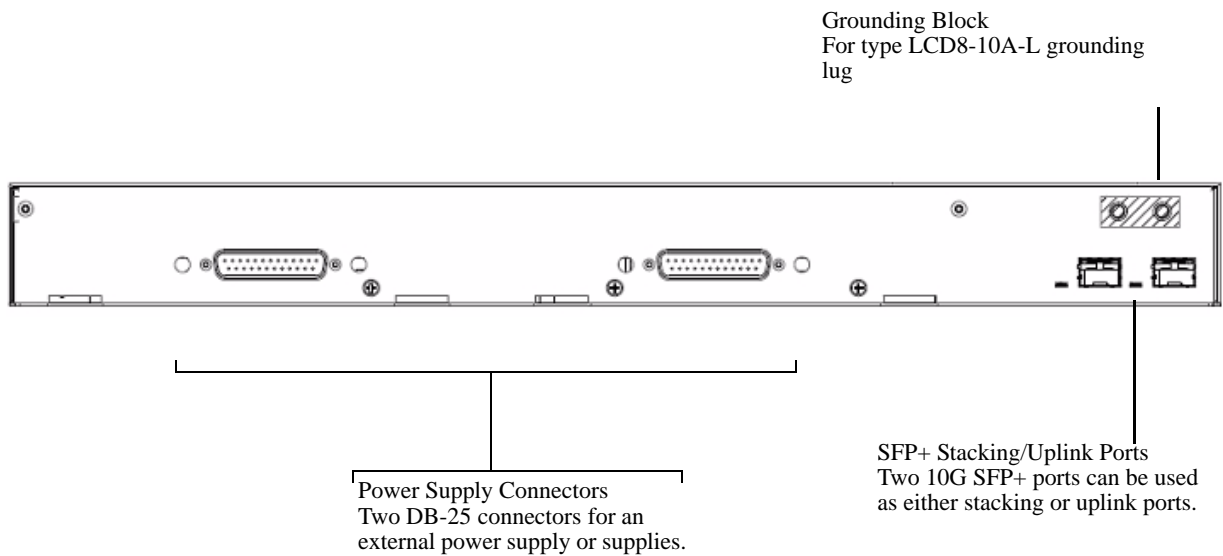 Grounding Block
For type LCD8-10A-L grounding
lug
SFP+ Stacking/Uplink Ports
Two 10G SFP+ ports can be used
as either stacking or uplink ports.
Power Supply Connectors
Two DB-25 connectors for an
external power supply or supplies.